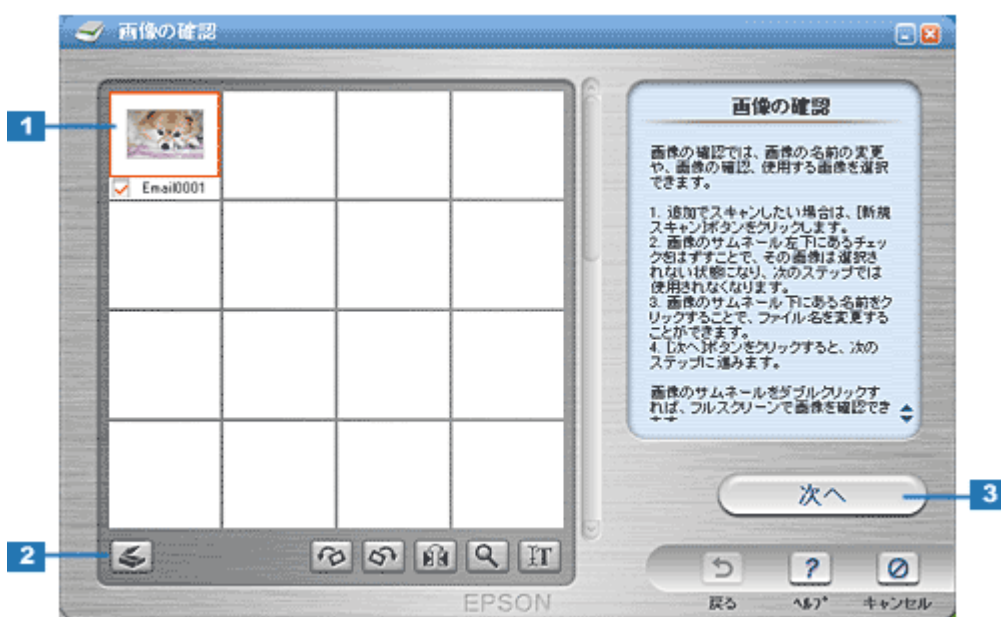 画像の確認
1
Email0001
2
EPSON
画像の確認
画像の確認では、画像の名前の変更
や、画像の確認、使用する画像を選択
できます。
1. 追加でスキャンしたい場合は、[新規
スキャン]ボタンをクリックします。
2. 画像のサムネール左下にあるチェッ
クをはずすことで、その画像は選択さ
れない状態になり、次のステップでは
使用されなくなります。
3. 画像のサムネール下にある名前をク
リックすることで、ファイル名を変更する
ことができます。
4. [次へ]ボタンをクリックすると、次の
ステップに進みます。
画像のサムネールをダブルクリックす
れば、フルスクリーンで画像を確認でき
次へ
3
戻る
ヘルプ
キャンセル